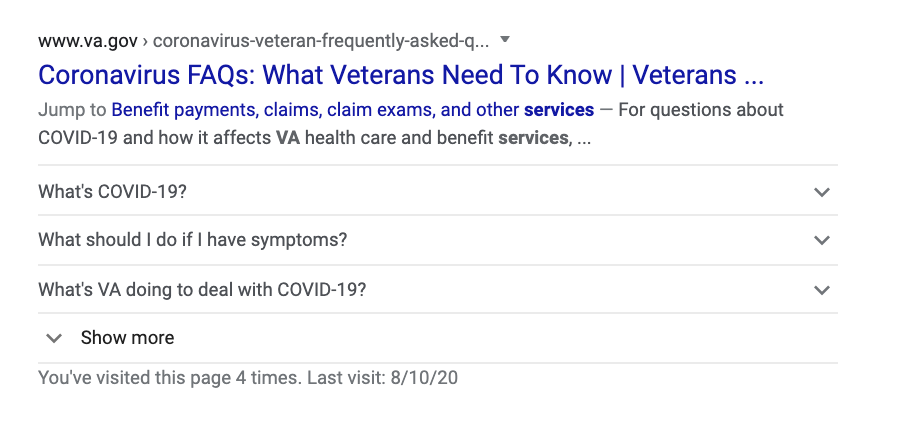 www.va.gov › coronavirus-veteran-frequently-asked-q...
Coronavirus FAQs: What Veterans Need To Know | Veterans ...
Jump to Benefit payments, claims, claim exams, and other services — For questions about
COVID-19 and how it affects VA health care and benefit services, ...
What's COVID-19?
What should I do if I have symptoms?
What's VA doing to deal with COVID-19?
Show more
You've visited this page 4 times. Last visit: 8/10/20